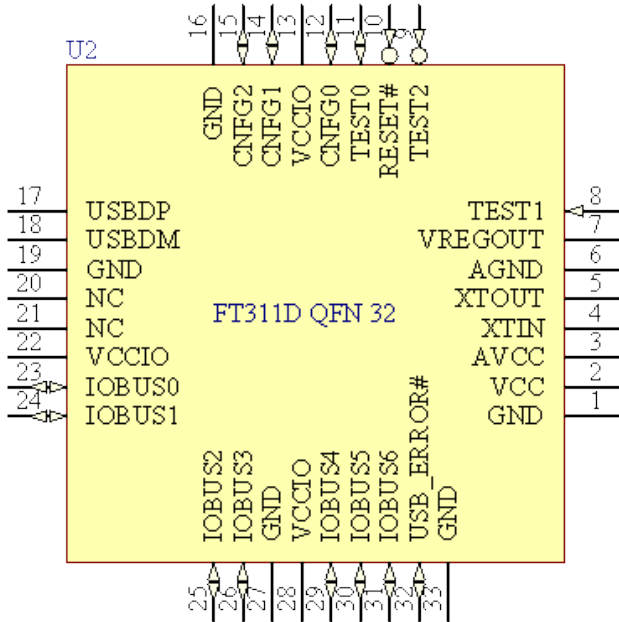 16
15
14
13
12
11
10
9
U2
GND
CNFG2
CNFG1
VCCIO
CNFG0
TEST0
RESET#
TEST2
17 USBDP
18 USBDM
19 GND
20 NC
21 NC
22 VCCIO
23 IOBUS0
24 IOBUS1
TEST1 8
VREGOUT 7
AGND 6
XTOUT 5
XTIN 4
AVCC 3
VCC 2
GND 1
FT311D QFN 32
IOBUS2
IOBUS3
GND
VCCIO
IOBUS4
IOBUS5
IOBUS6
USB_ERROR#
GND
25
26
27
28
29
30
31
32
33